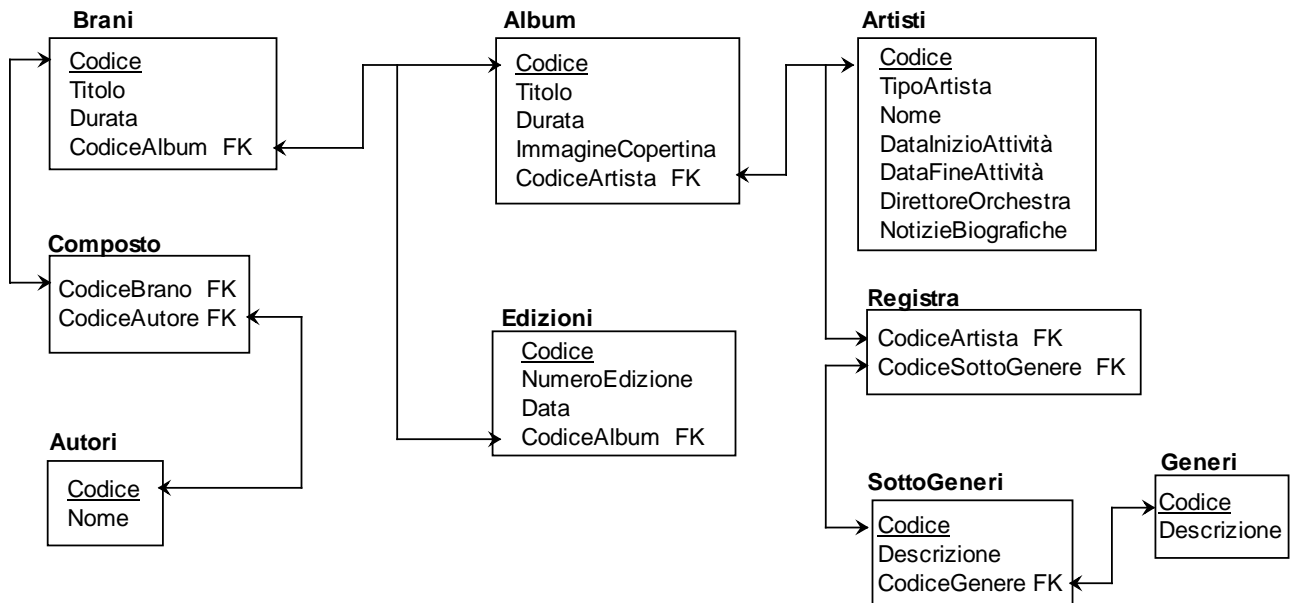 Brani
Codice
Titolo
Durata
CodiceAlbum FK
Album
Codice
Titolo
Durata
ImmagineCopertina
CodiceArtista FK
Artisti
Codice
TipoArtista
Nome
DataInizioAttività
DataFineAttività
DirettoreOrchestra
NotizieBiografiche
Composto
CodiceBrano FK
CodiceAutore FK
Edizioni
Codice
NumeroEdizione
Data
CodiceAlbum FK
Registra
CodiceArtista FK
CodiceSottoGenere FK
Autori
Codice
Nome
SottoGeneri
Codice
Descrizione
CodiceGenere FK
Generi
Codice
Descrizione